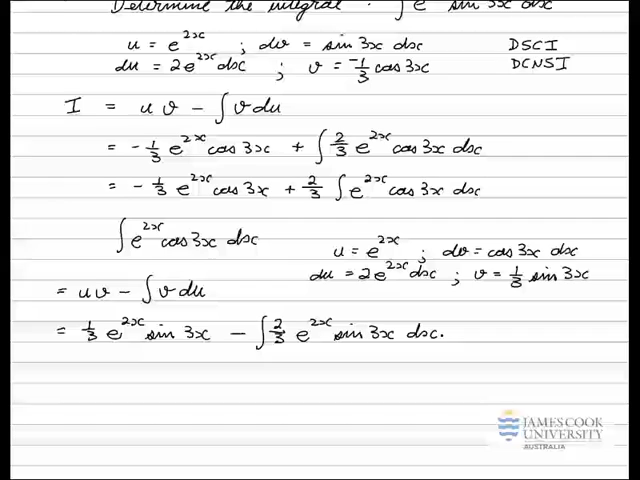 Determine the integral : ∫ e sin 3x dx
u = e^{2x} ; dv = sin 3x dx DSCI
du = 2e^{2x} dx ; v = -1/3 cos 3x DCNSI
I = uv - ∫ v du
= -1/3 e^{2x} cos 3x + ∫ 2/3 e^{2x} cos 3x dx
= -1/3 e^{2x} cos 3x + 2/3 ∫ e^{2x} cos 3x dx
∫ e^{2x} cos 3x dx
u = e^{2x} ; dv = cos 3x dx
du = 2e^{2x} dx ; v = 1/3 sin 3x
= uv - ∫ v du
= 1/3 e^{2x} sin 3x - ∫ 2/3 e^{2x} sin 3x dx.
JAMES COOK
UNIVERSITY
AUSTRALIA